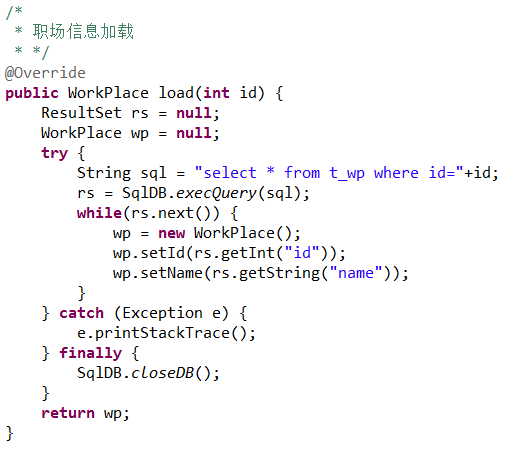 /*
 * 职场信息加载
 * */
@Override
public WorkPlace load(int id) {
    ResultSet rs = null;
    WorkPlace wp = null;
    try {
        String sql = "select * from t_wp where id="+id;
        rs = SqlDB.execQuery(sql);
        while(rs.next()) {
            wp = new WorkPlace();
            wp.setId(rs.getInt("id"));
            wp.setName(rs.getString("name"));
        }
    } catch (Exception e) {
        e.printStackTrace();
    } finally {
        SqlDB.closeDB();
    }
    return wp;
}